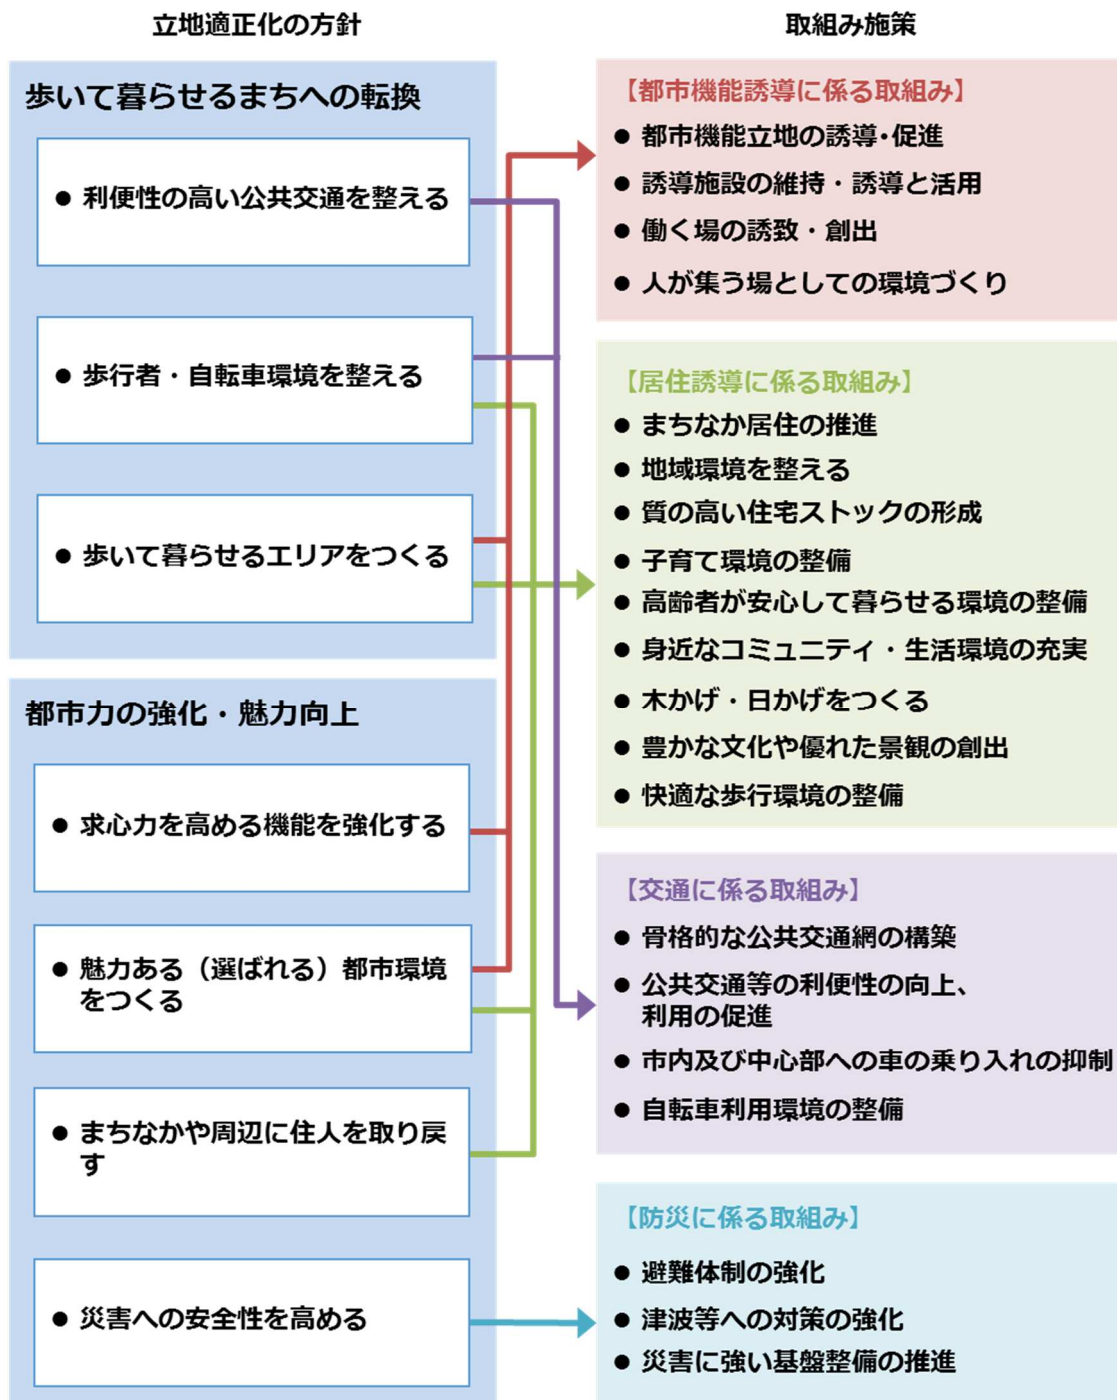 立地適正化の方針
歩いて暮らせるまちへの転換
● 利便性の高い公共交通を整える
● 歩行者・自転車環境を整える
● 歩いて暮らせるエリアをつくる
都市力の強化・魅力向上
● 求心力を高める機能を強化する
● 魅力ある（選ばれる）都市環境
をつくる
● まちなかや周辺に住人を取り戻
す
● 災害への安全性を高める
取組み施策
【都市機能誘導に係る取組み】
● 都市機能立地の誘導・促進
● 誘導施設の維持・誘導と活用
● 働く場の誘致・創出
● 人が集う場としての環境づくり
【居住誘導に係る取組み】
● まちなか居住の推進
● 地域環境を整える
● 質の高い住宅ストックの形成
● 子育て環境の整備
● 高齢者が安心して暮らせる環境の整備
● 身近なコミュニティ・生活環境の充実
● 木かげ・日かげをつくる
● 豊かな文化や優れた景観の創出
● 快適な歩行環境の整備
【交通に係る取組み】
● 骨格的な公共交通網の構築
● 公共交通等の利便性の向上、
利用の促進
● 市内及び中心部への車の乗り入れの抑制
● 自転車利用環境の整備
【防災に係る取組み】
● 避難体制の強化
● 津波等への対策の強化
● 災害に強い基盤整備の推進